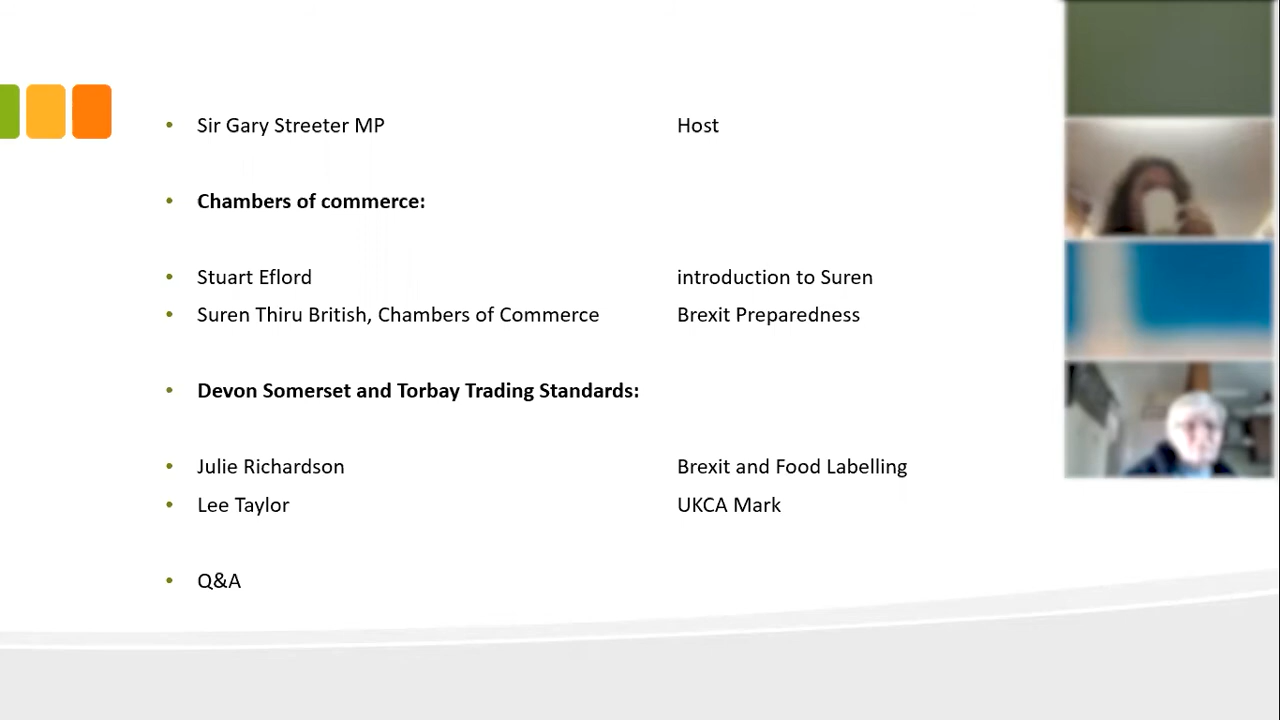 Sir Gary Streeter MP Host
Chambers of commerce:
Stuart Eflord introduction to Suren
Suren Thiru British, Chambers of Commerce Brexit Preparedness
Devon Somerset and Torbay Trading Standards:
Julie Richardson Brexit and Food Labelling
Lee Taylor UKCA Mark
Q&A